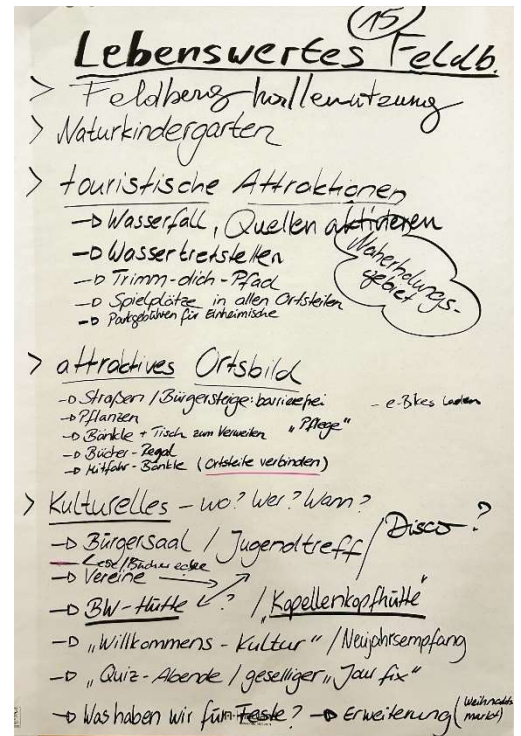 15
Lebenswertes Feldb.
> Feldberghallennutzung
> Naturkindergarten
> touristische Attraktionen
→ Wasserfall, Quellen aktivieren
→ Wassertretstellen
→ Trimm-dich-Pfad
→ Spielplätze in allen Ortsteilen
→ Parkgebühren für Einheimische
Naherholungs-
gebiet
> attraktives Ortsbild
→ Straßen / Bürgersteige: barrierefrei
- e-Bikes laden
→ Pflanzen
"Pflege"
→ Bänkle + Tisch zum Verweilen
→ Bücher-Regal
→ Mitfahr-Bänkle (Ortsteile verbinden)
> Kulturelles - wo? Wer? Wann?
→ Bürgersaal / Jugendtreff / Disco ?
Lese/Bücherecke
→ Vereine
→ BW-Hütte ? / "Kapellenkopfhütte"
→ „Willkommens-Kultur" / Neujahrsempfang
→ „Quiz-Abende / geselliger „Jour fix"
→ Was haben wir für Feste? → Erweiterung (Weihnachts
markt)